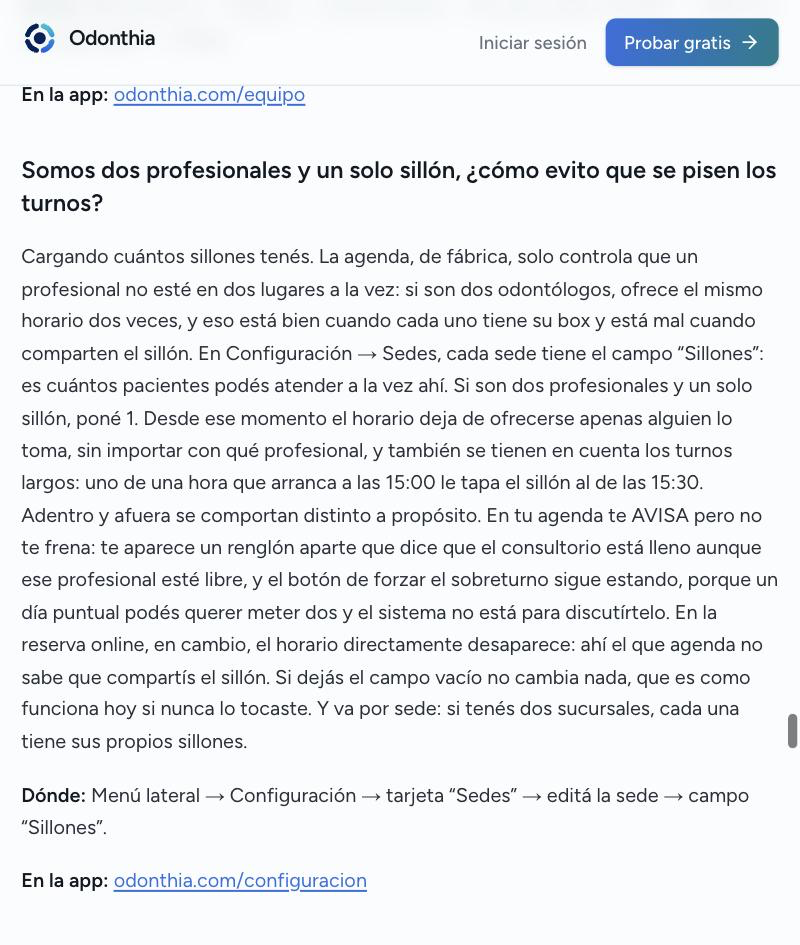 Odonthia
Iniciar sesión
Probar gratis →
En la app: odonthia.com/equipo
Somos dos profesionales y un solo sillón, ¿cómo evito que se pisen los
turnos?
Cargando cuántos sillones tenés. La agenda, de fábrica, solo controla que un
profesional no esté en dos lugares a la vez: si son dos odontólogos, ofrece el mismo
horario dos veces, y eso está bien cuando cada uno tiene su box y está mal cuando
comparten el sillón. En Configuración → Sedes, cada sede tiene el campo “Sillones”:
es cuántos pacientes podés atender a la vez ahí. Si son dos profesionales y un solo
sillón, poné 1. Desde ese momento el horario deja de ofrecerse apenas alguien lo
toma, sin importar con qué profesional, y también se tienen en cuenta los turnos
largos: uno de una hora que arranca a las 15:00 le tapa el sillón al de las 15:30.
Adentro y afuera se comportan distinto a propósito. En tu agenda te AVISA pero no
te frena: te aparece un renglón aparte que dice que el consultorio está lleno aunque
ese profesional esté libre, y el botón de forzar el sobreturno sigue estando, porque un
día puntual podés querer meter dos y el sistema no está para discutírtelo. En la
reserva online, en cambio, el horario directamente desaparece: ahí el que agenda no
sabe que compartís el sillón. Si dejás el campo vacío no cambia nada, que es como
funciona hoy si nunca lo tocaste. Y va por sede: si tenés dos sucursales, cada una
tiene sus propios sillones.
Dónde: Menú lateral → Configuración → tarjeta “Sedes” → editá la sede → campo
“Sillones”.
En la app: odonthia.com/configuracion